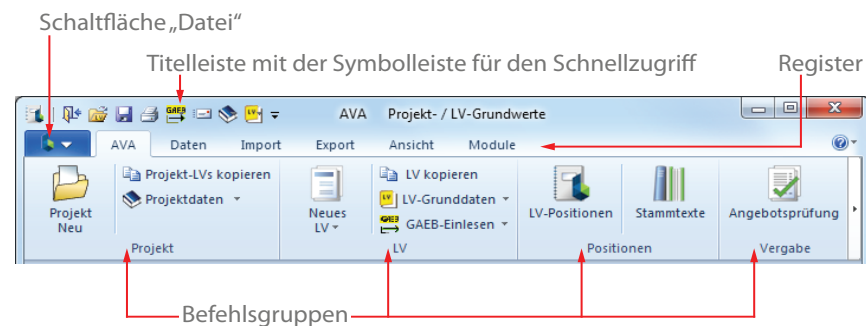 Schaltfläche „Datei“
Titelleiste mit der Symbolleiste für den Schnellzugriff
Register
GAEB
AVA Projekt- / LV-Grundwerte
AVA Daten Import Export Ansicht Module
Projekt-LVs kopieren
Projektdaten
Projekt
Neu
Projekt
Neues
LV
LV kopieren
LV-Grunddaten
GAEB-Einlesen
LV
LV-Positionen
Stammtexte
Positionen
Angebotsprüfung
Vergabe
Befehlsgruppen